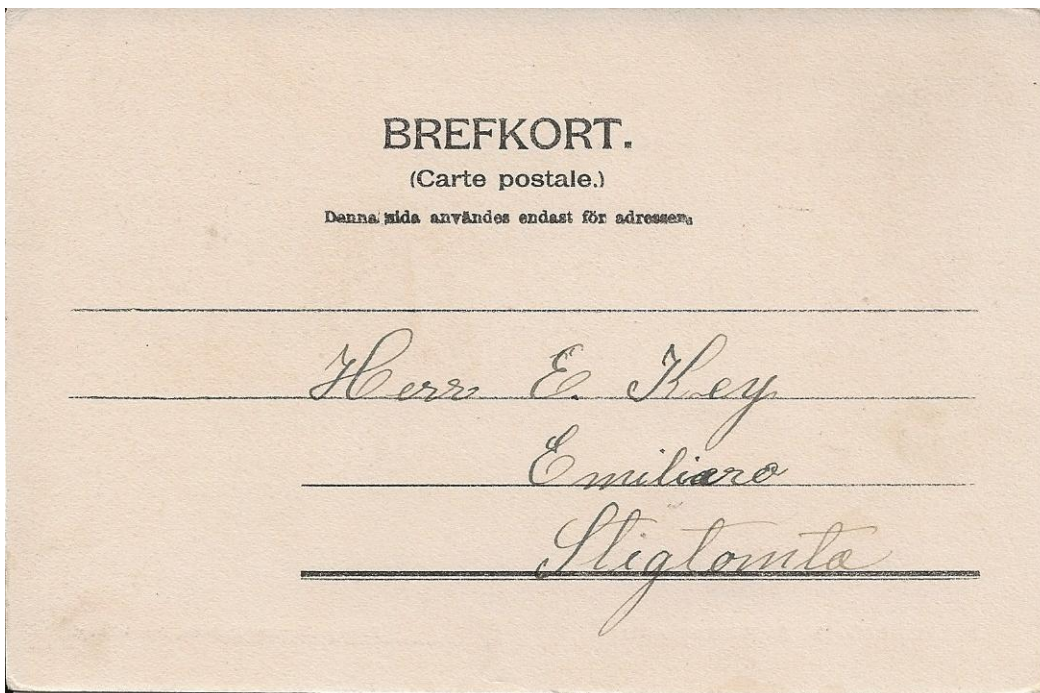 BREFKORT.
(Carte postale.)
Denna sida användes endast för adressen.
Herr E. Key
Emiliaro
Stigtomta